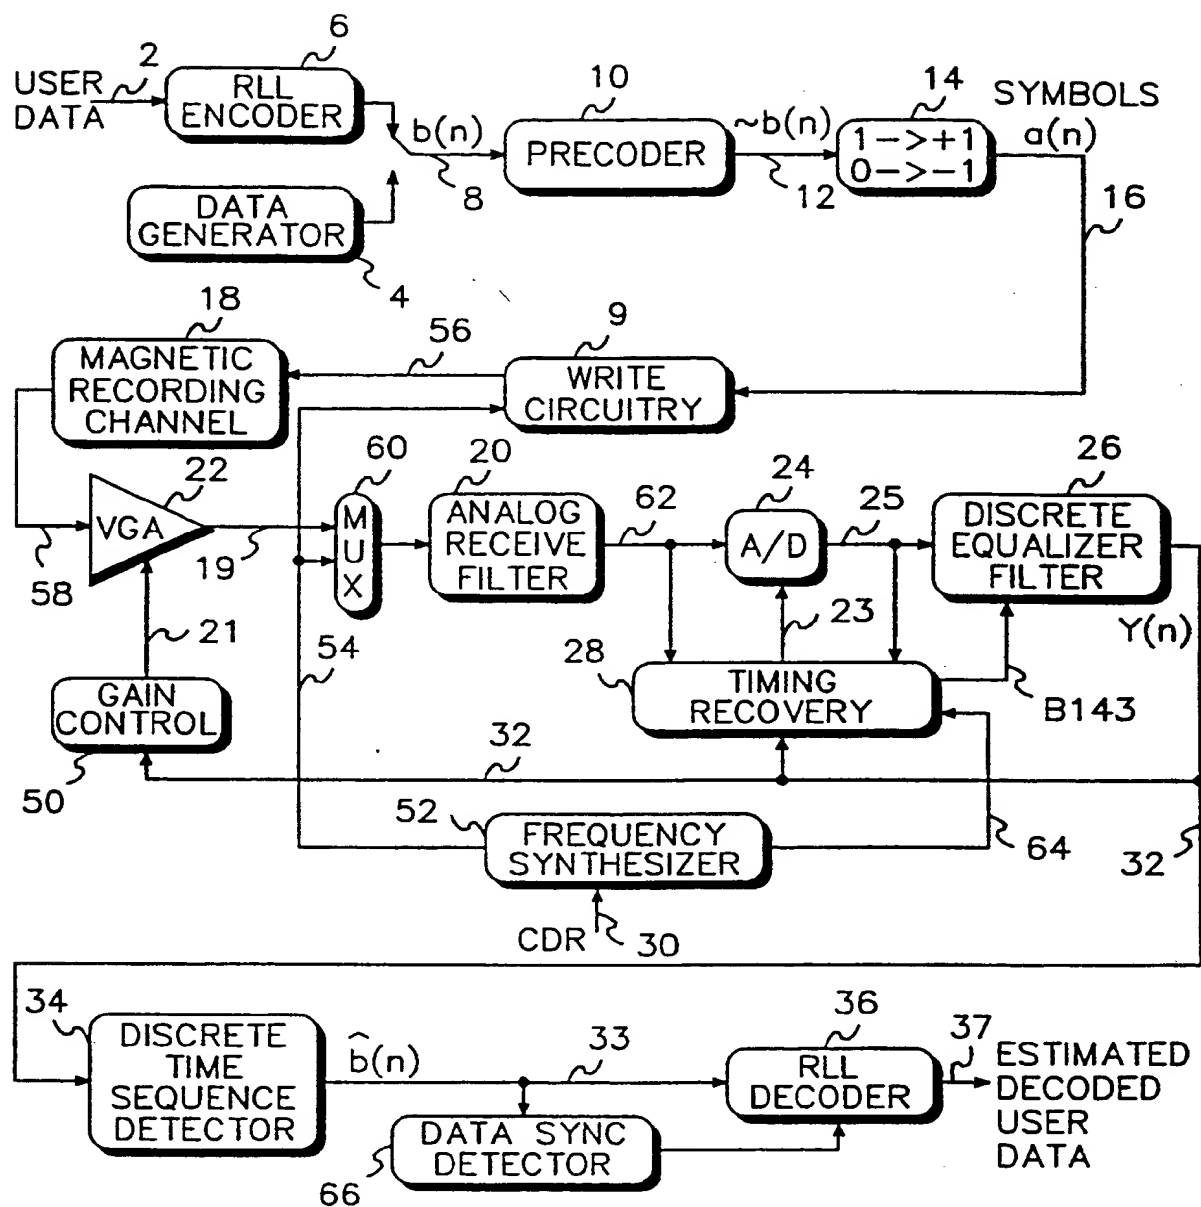 6
2
USER
DATA
RLL
ENCODER
10
14
SYMBOLS
b(n)
PRECODER
~b(n)
1->+1
0->-1
a(n)
8
12
16
DATA
GENERATOR
4
18
56
9
MAGNETIC
RECORDING
CHANNEL
WRITE
CIRCUITRY
60
20
24
26
22
VGA
MUX
ANALOG
RECEIVE
FILTER
62
A/D
25
DISCRETE
EQUALIZER
FILTER
58
19
21
54
23
Y(n)
28
TIMING
RECOVERY
B143
GAIN
CONTROL
50
32
52
FREQUENCY
SYNTHESIZER
64
32
CDR
30
34
DISCRETE
TIME
SEQUENCE
DETECTOR
b̂(n)
33
36
RLL
DECODER
37
ESTIMATED
DECODED
USER
DATA
DATA SYNC
DETECTOR
66